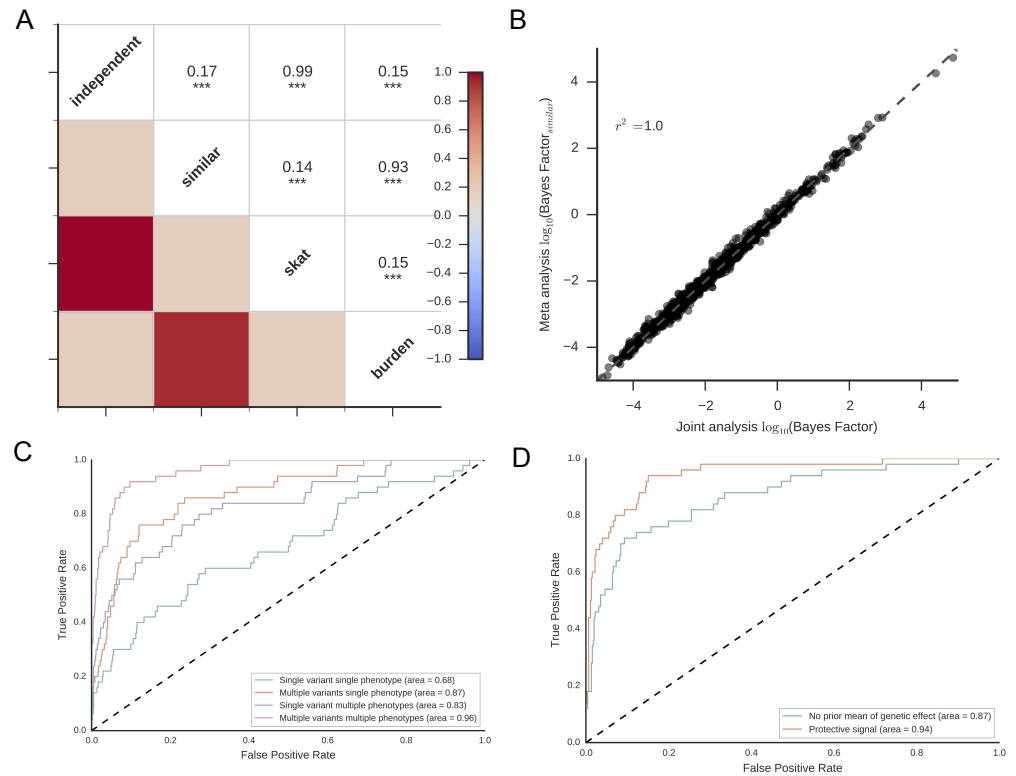 A
independent
0.17
***
0.99
***
0.15
***
similar
0.14
***
0.93
***
skat
0.15
***
burden
1.0
1.0
0.8
0.6
0.4
0.2
0.0
−0.2
−0.4
−0.6
−0.8
−1.0
B
4
2
0
−2
−4
r² =1.0
Meta analysis log₁₀(Bayes Factor_similar)
−4
−2
0
2
4
Joint analysis log₁₀(Bayes Factor)
C
1.0
0.8
0.6
0.4
0.2
0.0
True Positive Rate
Single variant single phenotype (area = 0.68)
Multiple variants single phenotype (area = 0.87)
Single variant multiple phenotypes (area = 0.83)
Multiple variants multiple phenotypes (area = 0.96)
0.0
0.2
0.4
0.6
0.8
1.0
False Positive Rate
D
1.0
0.8
0.6
0.4
0.2
0.0
True Positive Rate
No prior mean of genetic effect (area = 0.87)
Protective signal (area = 0.94)
0.0
0.2
0.4
0.6
0.8
1.0
False Positive Rate